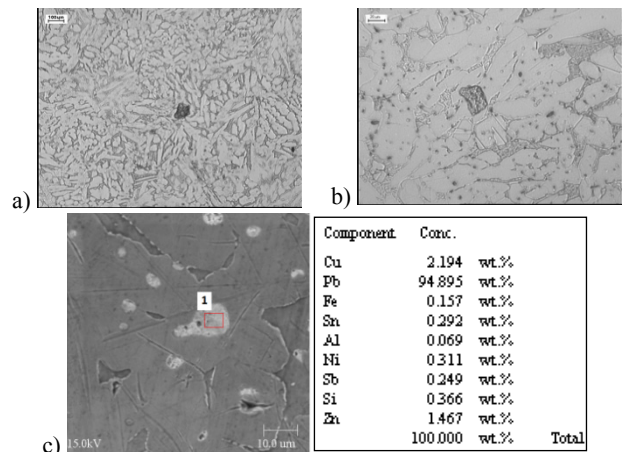 100µm
a)
b)
1
c)
15.0kV
10.0 um
Component Conc.
Cu 2.194 wt.%
Pb 94.895 wt.%
Fe 0.157 wt.%
Sn 0.292 wt.%
Al 0.069 wt.%
Ni 0.311 wt.%
Sb 0.249 wt.%
Si 0.366 wt.%
Zn 1.467 wt.%
100.000 wt.% Total